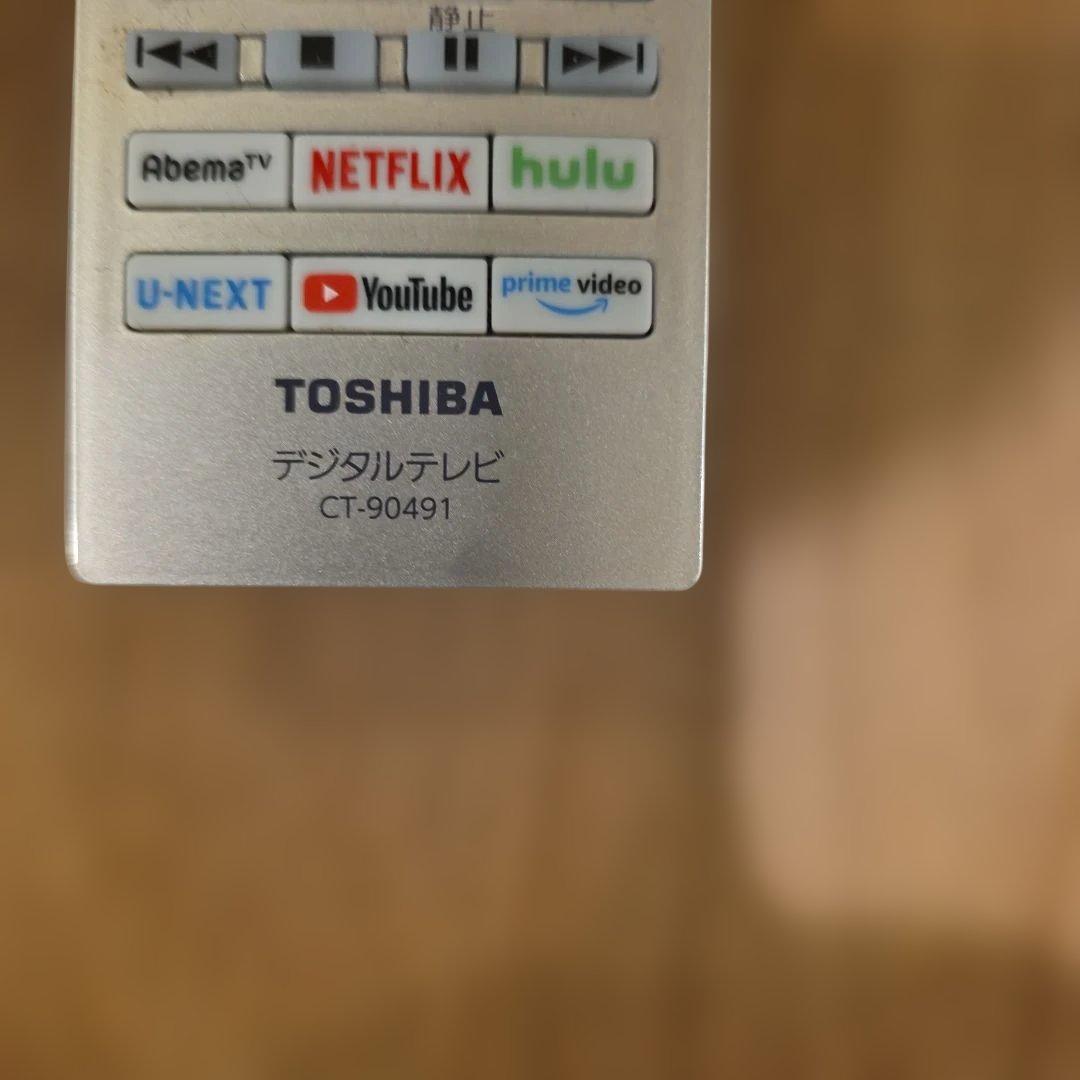 静止
AbemaTV NETFLIX hulu
U-NEXT YouTube prime video
TOSHIBA
デジタルテレビ
CT-90491